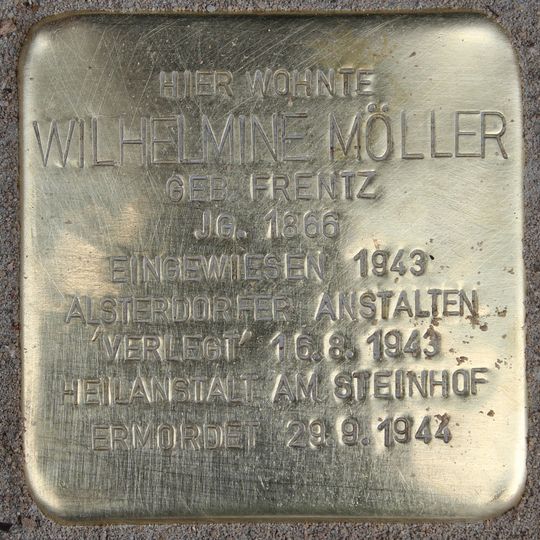 HIER WOHNTE
WILHELMINE MÖLLER
GEB. FRENTZ
JG. 1866
EINGEWIESEN 1943
ALSTERDORFER ANSTALTEN
'VERLEGT' 16.8.1943
HEILANSTALT AM STEINHOF
ERMORDET 29.9.1944